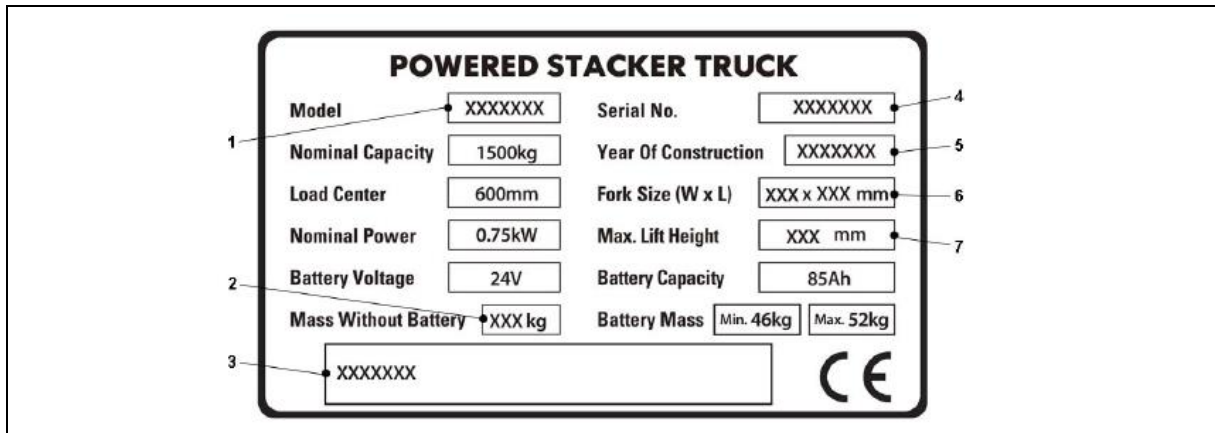 POWERED STACKER TRUCK
Model XXXXXXX Serial No. XXXXXXX 4
1
Nominal Capacity 1500kg Year Of Construction XXXXXXX 5
Load Center 600mm Fork Size (W x L) XXX x XXX mm 6
Nominal Power 0.75kW Max. Lift Height XXX mm
7
Battery Voltage 24V Battery Capacity 85Ah
2
Mass Without Battery XXX kg Battery Mass Min. 46kg Max. 52kg
3 XXXXXXX CE